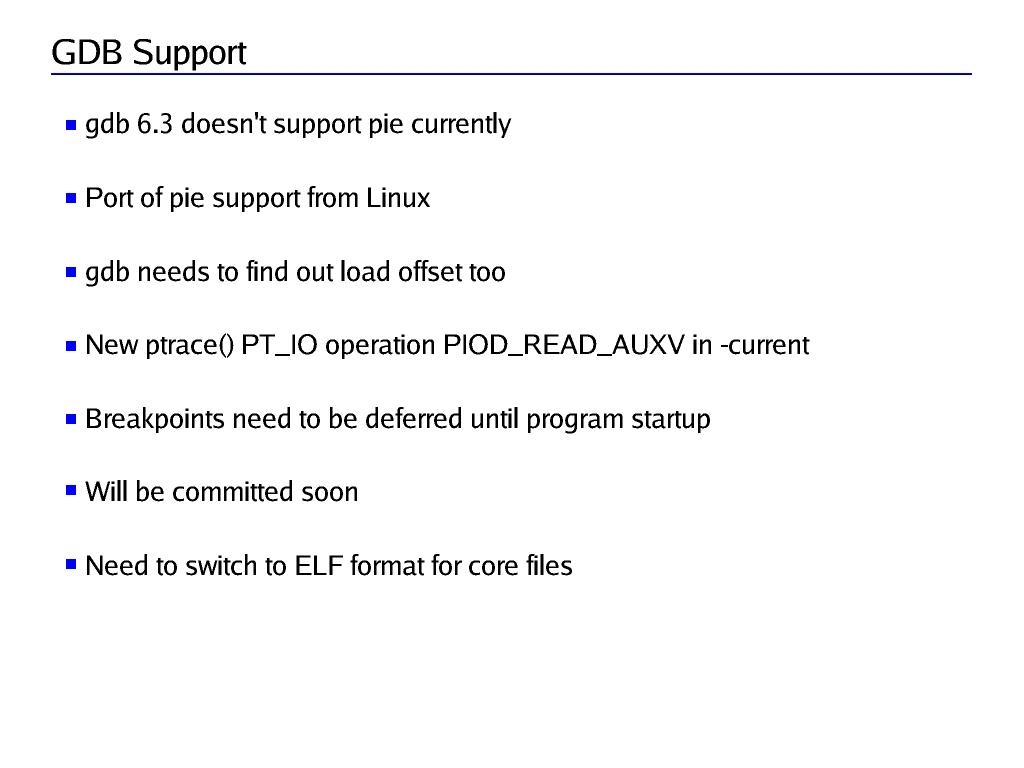 GDB Support
gdb 6.3 doesn't support pie currently
Port of pie support from Linux
gdb needs to find out load offset too
New ptrace() PT_IO operation PIOD_READ_AUXV in -current
Breakpoints need to be deferred until program startup
Will be committed soon
Need to switch to ELF format for core files